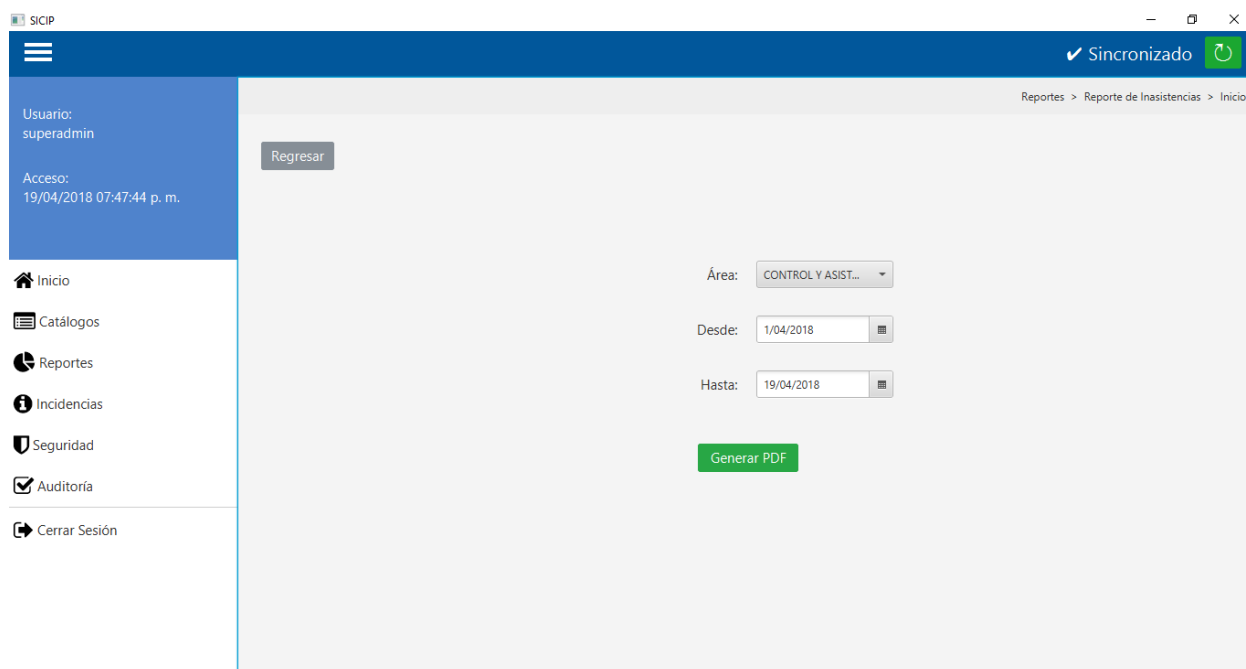 SICIP
Sincronizado
Reportes > Reporte de Inasistencias > Inicio
Usuario:
superadmin
Acceso:
19/04/2018 07:47:44 p. m.
Inicio
Catálogos
Reportes
Incidencias
Seguridad
Auditoría
Cerrar Sesión
Regresar
Área: CONTROL Y ASIST...
Desde: 1/04/2018
Hasta: 19/04/2018
Generar PDF